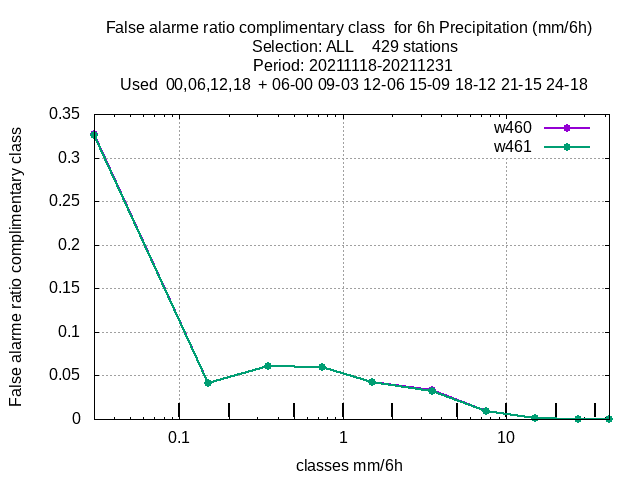 False alarme ratio complimentary class  for 6h Precipitation (mm/6h)
Selection: ALL    429 stations
Period: 20211118-20211231
Used  00,06,12,18  + 06-00 09-03 12-06 15-09 18-12 21-15 24-18
0.35
0.3
0.25
0.2
0.15
0.1
0.05
0
False alarme ratio complimentary class
w460
w461
0.1
1
10
classes mm/6h